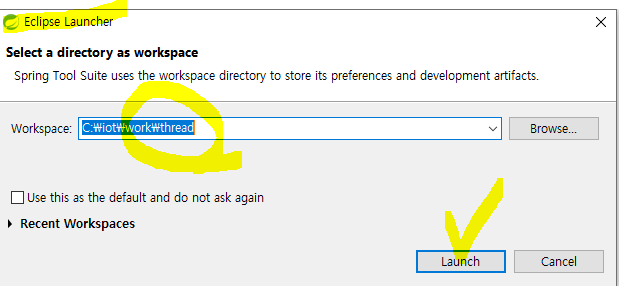 Eclipse Launcher
Select a directory as workspace
Spring Tool Suite uses the workspace directory to store its preferences and development artifacts.
Workspace: C:₩iot₩work₩thread Browse...
Use this as the default and do not ask again
Recent Workspaces
Launch Cancel